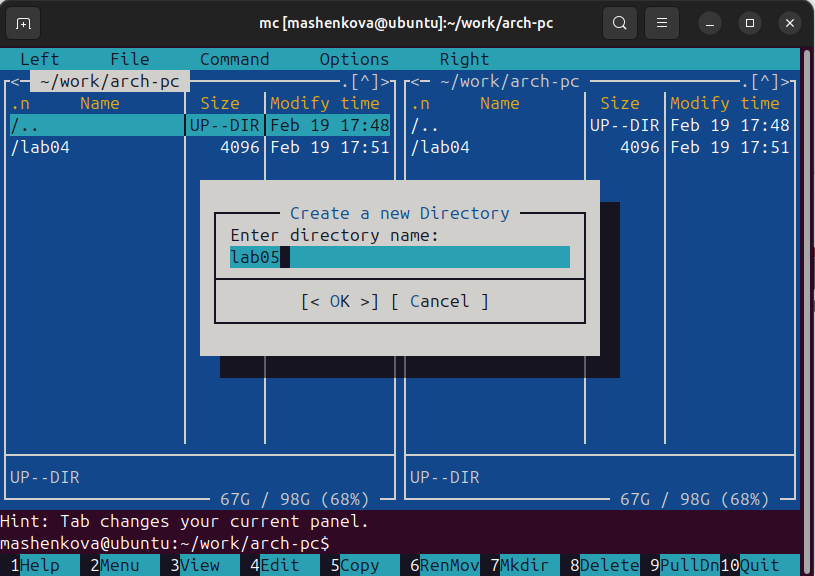 mc [mashenkova@ubuntu]:~/work/arch-pc
Left File Command Options Right
<─ ~/work/arch-pc .[^]> <─ ~/work/arch-pc .[^]>
.n Name Size Modify time .n Name Size Modify time
/.. UP--DIR Feb 19 17:48 /.. UP--DIR Feb 19 17:48
/lab04 4096 Feb 19 17:51 /lab04 4096 Feb 19 17:51
Create a new Directory
Enter directory name:
lab05
[< OK >] [ Cancel ]
UP--DIR UP--DIR
67G / 98G (68%) 67G / 98G (68%)
Hint: Tab changes your current panel.
mashenkova@ubuntu:~/work/arch-pc$
1Help 2Menu 3View 4Edit 5Copy 6RenMov 7Mkdir 8Delete 9PullDn 10Quit